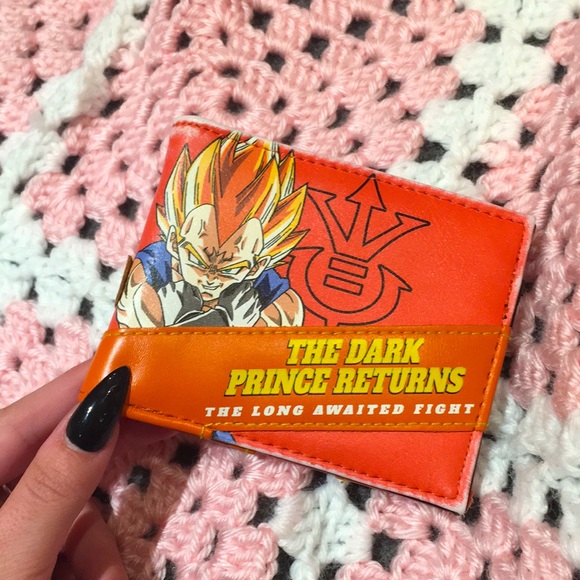 THE DARK
PRINCE RETURNS
THE LONG AWAITED FIGHT